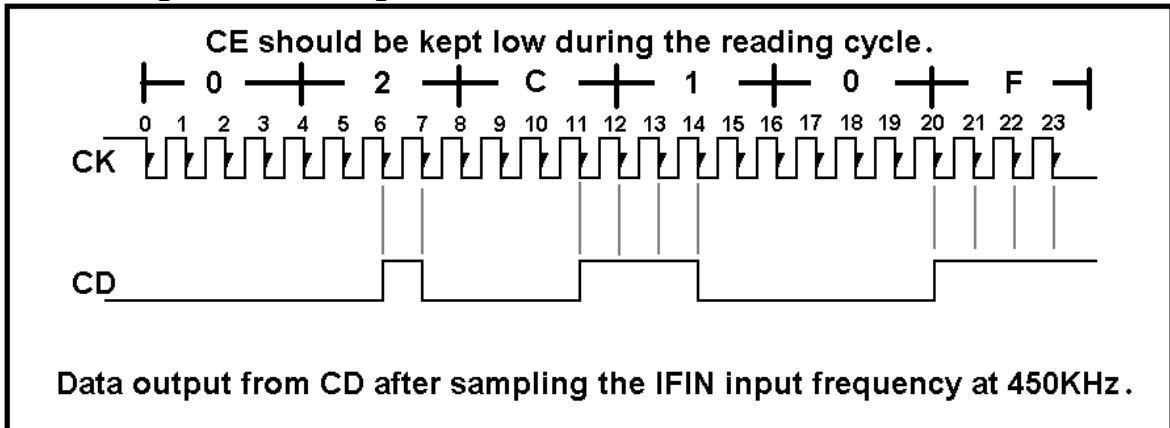 CE should be kept low during the reading cycle.
0 2 C 1 0 F
0 1 2 3 4 5 6 7 8 9 10 11 12 13 14 15 16 17 18 19 20 21 22 23
CK
CD
Data output from CD after sampling the IFIN input frequency at 450KHz.